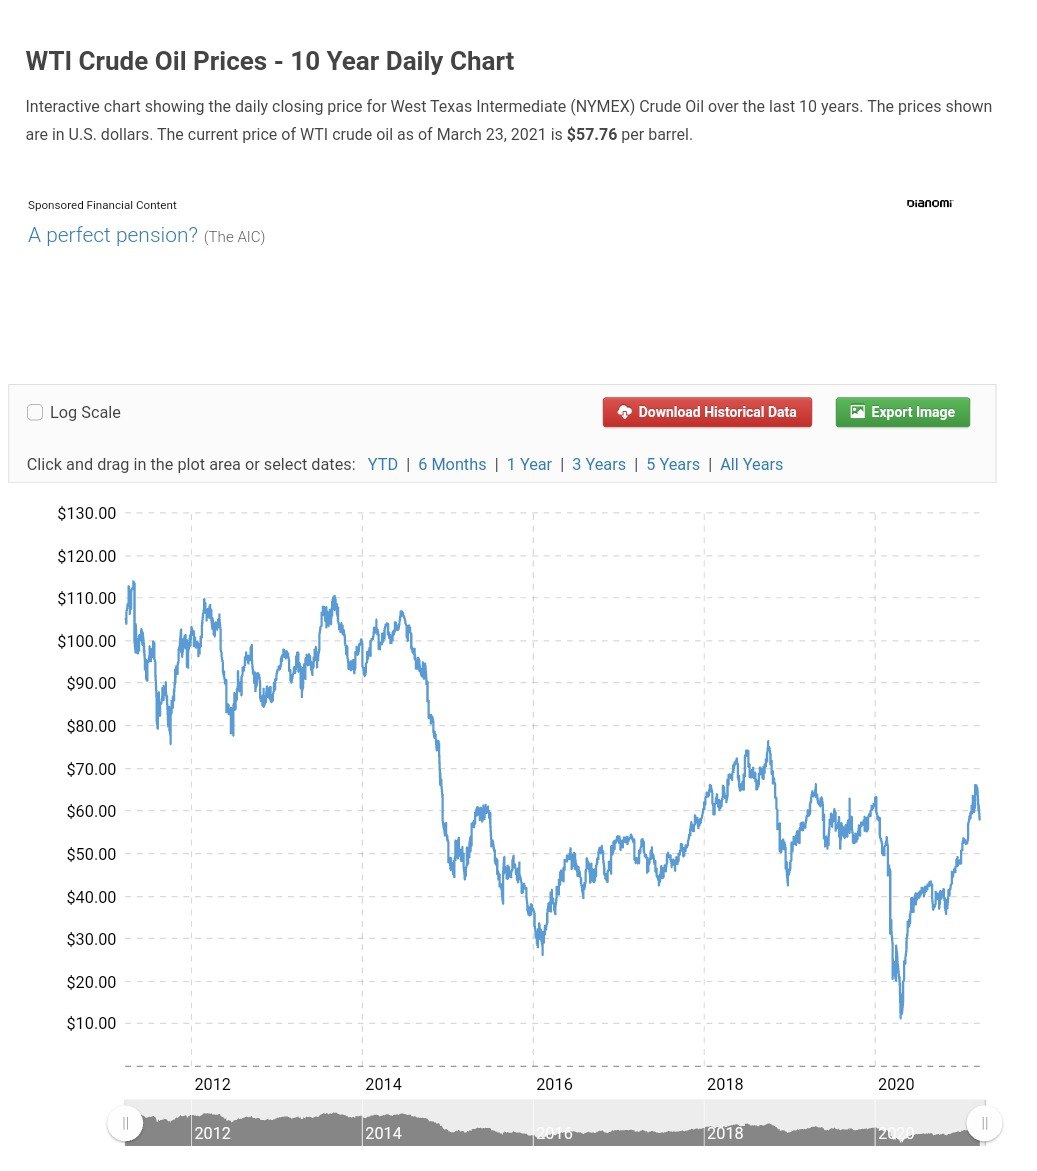 WTI Crude Oil Prices - 10 Year Daily Chart
Interactive chart showing the daily closing price for West Texas Intermediate (NYMEX) Crude Oil over the last 10 years. The prices shown
are in U.S. dollars. The current price of WTI crude oil as of March 23, 2021 is $57.76 per barrel.
Sponsored Financial Content
bianomi
A perfect pension? (The AIC)
Log Scale
Download Historical Data
Export Image
Click and drag in the plot area or select dates: YTD | 6 Months | 1 Year | 3 Years | 5 Years | All Years
$130.00
$120.00
$110.00
$100.00
$90.00
$80.00
$70.00
$60.00
$50.00
$40.00
$30.00
$20.00
$10.00
2012 2014 2016 2018 2020
2012 2014 2016 2018 2020